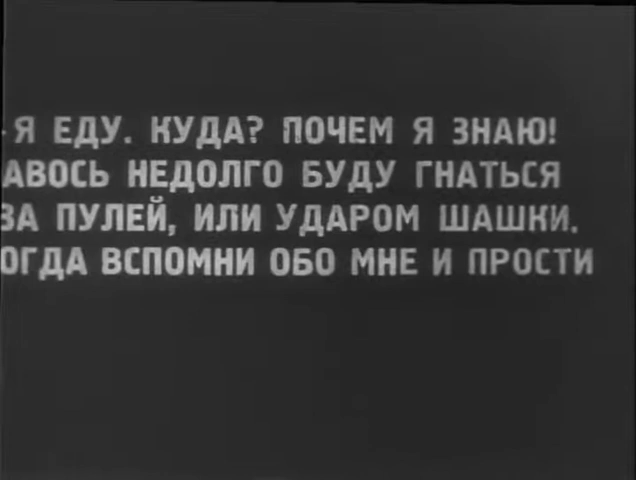 - Я ЕДУ. КУДА? ПОЧЕМ Я ЗНАЮ!
АВОСЬ НЕДОЛГО БУДУ ГНАТЬСЯ
ЗА ПУЛЕЙ, ИЛИ УДАРОМ ШАШКИ.
ОГДА ВСПОМНИ ОБО МНЕ И ПРОСТИ